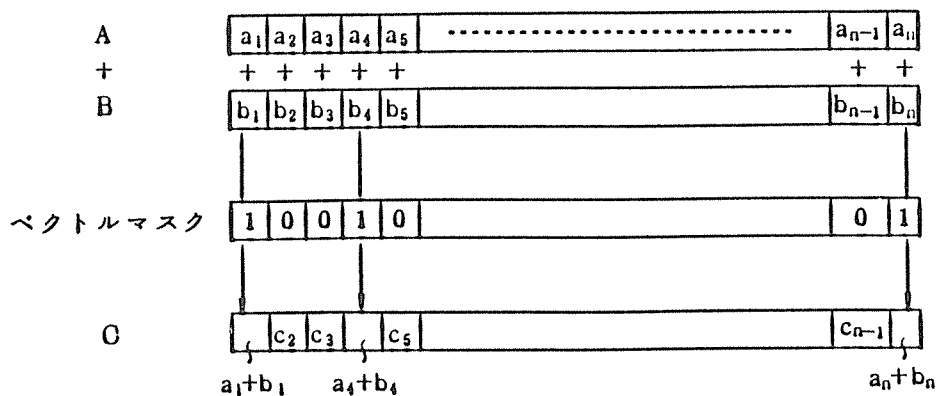 A a₁ a₂ a₃ a₄ a₅ ·························· aₙ₋₁ aₙ
+ + + + + + + +
B b₁ b₂ b₃ b₄ b₅ bₙ₋₁ bₙ
ベクトルマスク 1 0 0 1 0 0 1
C c₂ c₃ c₅ cₙ₋₁
a₁+b₁ a₄+b₄ aₙ+bₙ